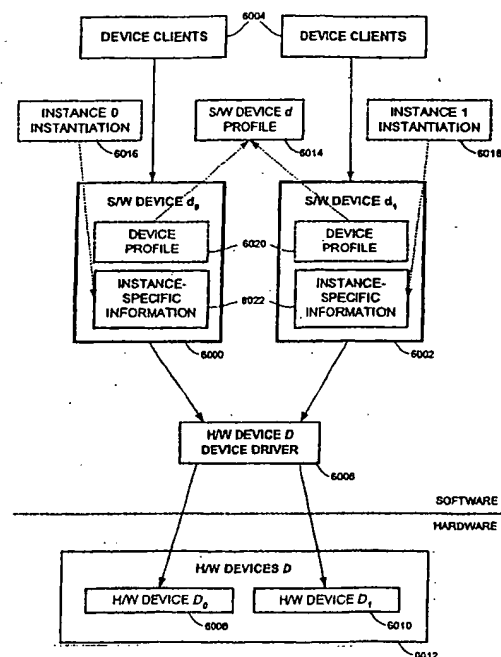 6004
DEVICE CLIENTS
DEVICE CLIENTS
INSTANCE 0
INSTANTIATION
6016
S/W DEVICE d
PROFILE
6014
INSTANCE 1
INSTANTIATION
6018
S/W DEVICE d0
DEVICE
PROFILE
6020
S/W DEVICE d1
DEVICE
PROFILE
INSTANCE-
SPECIFIC
INFORMATION
6022
INSTANCE-
SPECIFIC
INFORMATION
6000
6002
H/W DEVICE D
DEVICE DRIVER
6006
SOFTWARE
HARDWARE
H/W DEVICES D
H/W DEVICE D0
H/W DEVICE D1
6008
6010
6012